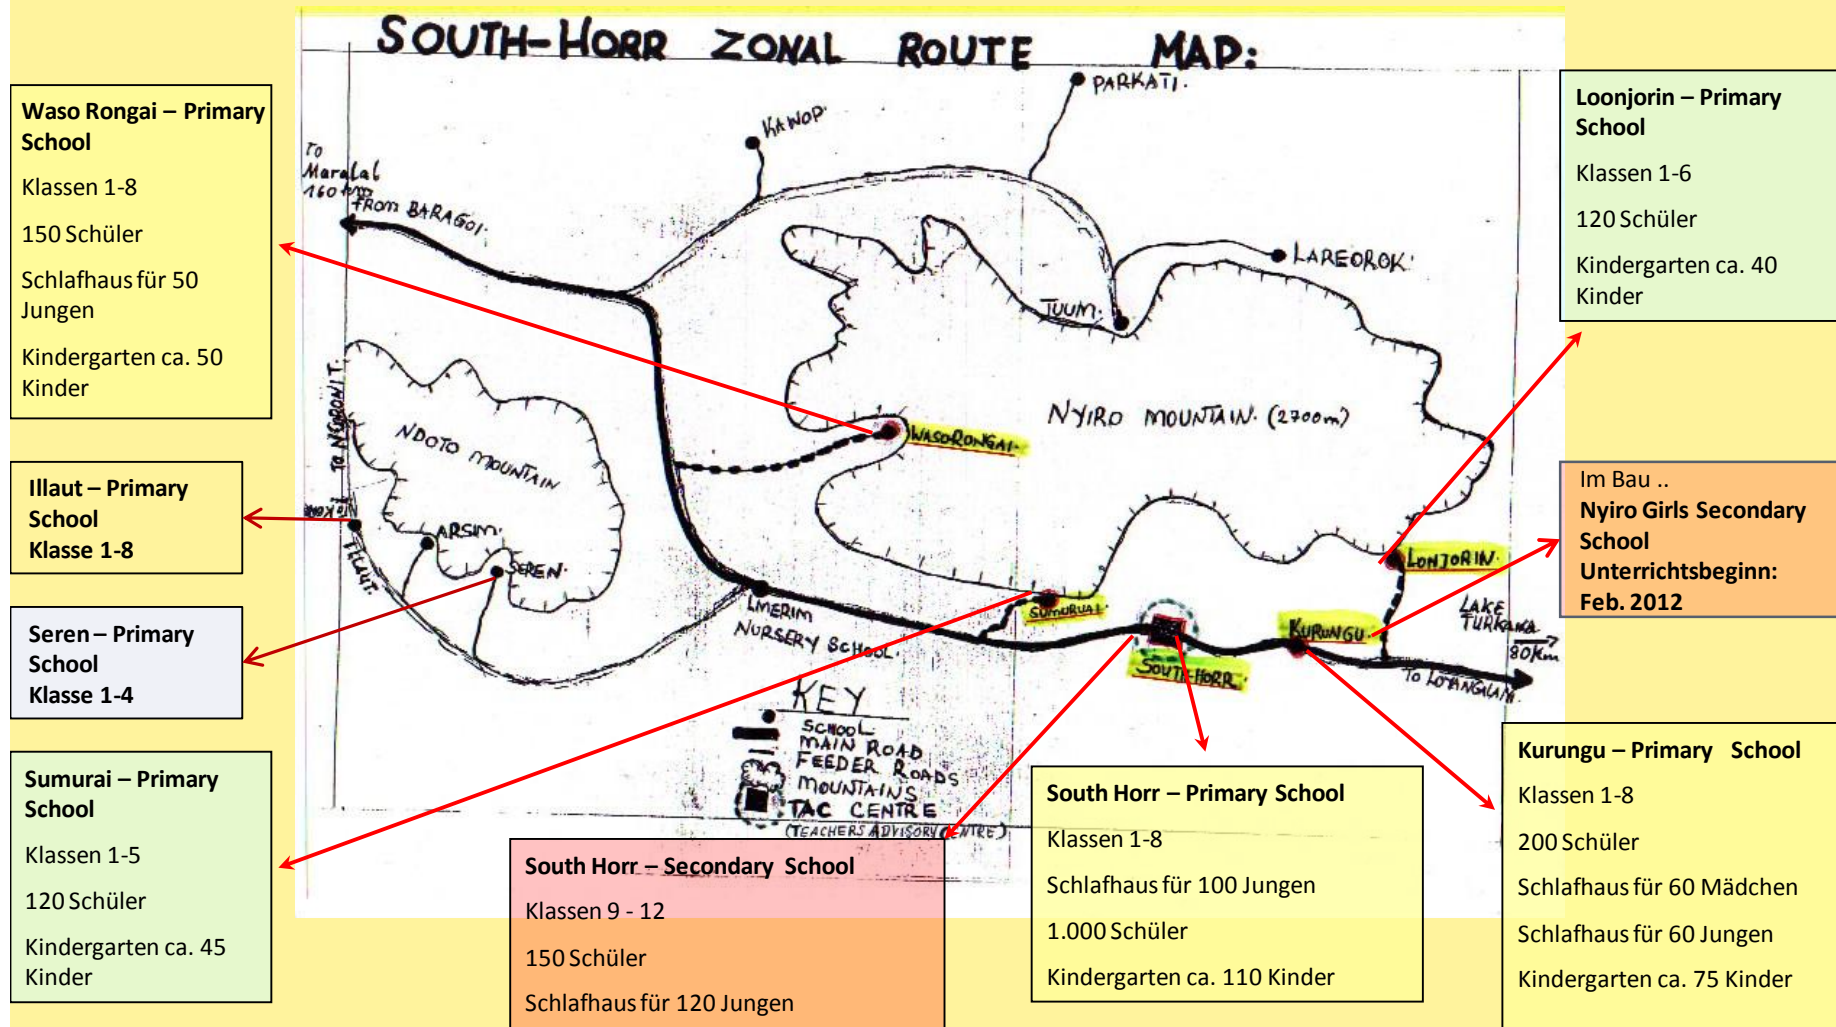 SOUTH-HORR ZONAL ROUTE MAP:
Waso Rongai – Primary
School
Klassen 1-8
150 Schüler
Schlafhaus für 50
Jungen
Kindergarten ca. 50
Kinder
Illaut – Primary
School
Klasse 1-8
Seren – Primary
School
Klasse 1-4
Sumurai – Primary
School
Klassen 1-5
120 Schüler
Kindergarten ca. 45
Kinder
To
Maralal
160 km
FROM BARAGOI.
KAWOP.
PARKATI.
LAREOROK.
TUUM.
NYIRO MOUNTAIN. (2700m)
WASORONGAI.
NDOTO MOUNTAIN
TO NGORONIT.
ARSIM.
SEREN.
ILLAUT.
LMERIM
NURSERY SCHOOL.
SUMURUAI.
SOUTH-HORR.
KURUNGU.
LONJORIN.
LAKE
TURKANA
80Km
TO LOYANGALANI.
KEY
SCHOOL
MAIN ROAD
FEEDER ROADS
MOUNTAINS
TAC CENTRE
(TEACHERS ADVISORY CENTRE)
Loonjorin – Primary
School
Klassen 1-6
120 Schüler
Kindergarten ca. 40
Kinder
Im Bau ..
Nyiro Girls Secondary
School
Unterrichtsbeginn:
Feb. 2012
South Horr – Secondary School
Klassen 9 - 12
150 Schüler
Schlafhaus für 120 Jungen
South Horr – Primary School
Klassen 1-8
Schlafhaus für 100 Jungen
1.000 Schüler
Kindergarten ca. 110 Kinder
Kurungu – Primary School
Klassen 1-8
200 Schüler
Schlafhaus für 60 Mädchen
Schlafhaus für 60 Jungen
Kindergarten ca. 75 Kinder